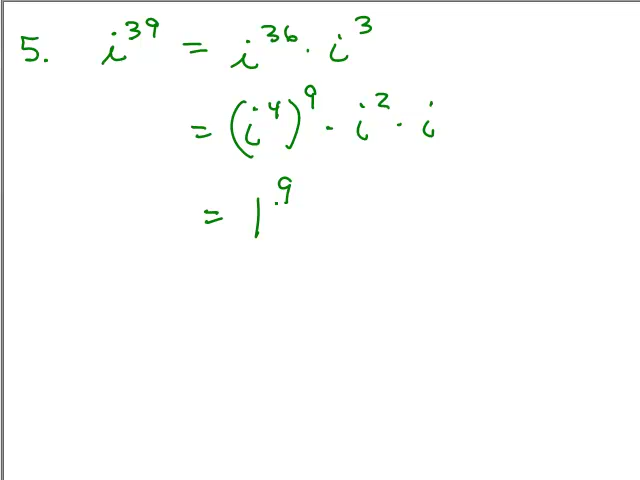 5. i^39 = i^36 · i^3
= (i^4)^9 · i^2 · i
= 1^9